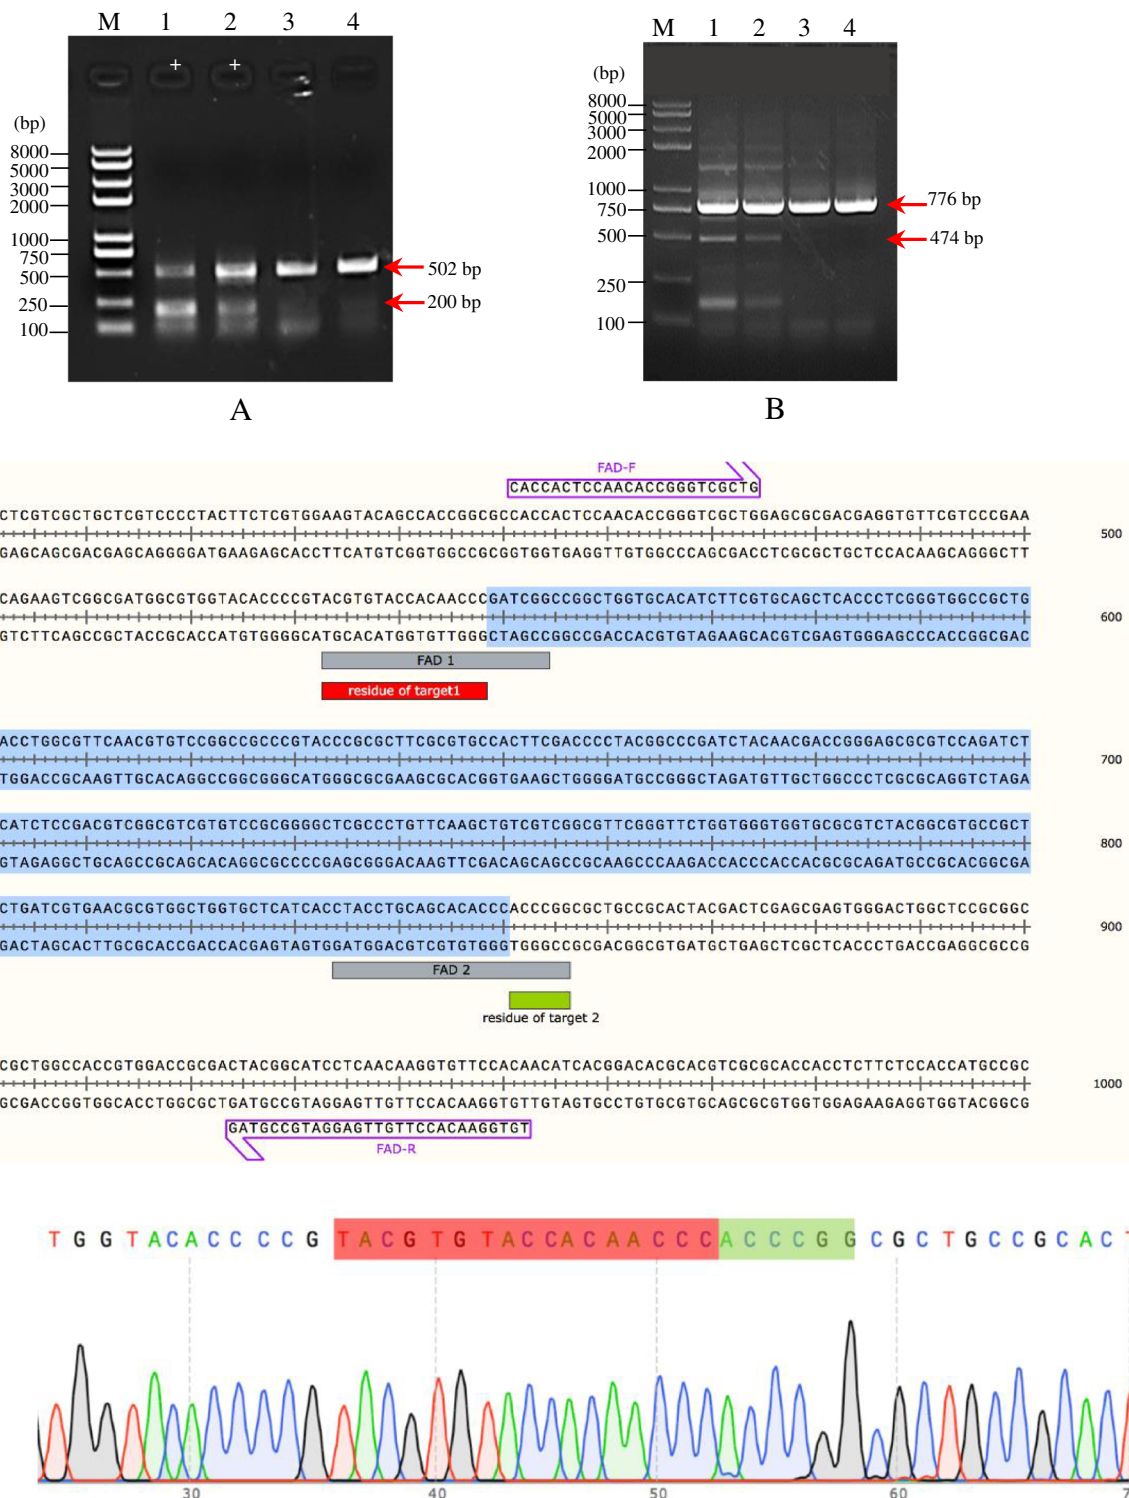 M 1 2 3 4
+ +
(bp)
8000
5000
3000
2000
1000
750
500
250
100
502 bp
200 bp
A
M 1 2 3 4
(bp)
8000
5000
3000
2000
1000
750
500
250
100
776 bp
474 bp
B
FAD-F
CACCACTCCAACACCGGGTCGCTG
CTCGTCGCTGCTCGTCCCCTACTTCTCGTGGAAGTACAGCCACCGGCGCCACCACTCCAACACCGGGTCGCTGGAGCGCGACGAGGTGTTCGTCCCGAA
500
GAGCAGCGACGAGCAGGGGATGAAGAGCACCTTCATGTCGGTGGCCGCGGTGGTGAGGTTGTGGCCCAGCGACCTCGCGCTGCTCCACAAGCAGGGCTT
CAGAAGTCGGCGATGGCGTGGTACACCCCGTACGTGTACCACAACCCGATCGGCCGGCTGGTGCACATCTTCGTGCAGCTCACCCTCGGGTGGCCGCTG
600
GTCTTCAGCCGCTACCGCACCATGTGGGGCATGCACATGGTGTTGGGCTAGCCGGCCGACCACGTGTAGAAGCACGTCGAGTGGGAGCCCACCGGCGAC
FAD 1
residue of target1
ACCTGGCGTTCAACGTGTCCGGCCGCCCGTACCCGCGCTTCGCGTGCCACTTCGACCCCTACGGCCCGATCTACAACGACCGGGAGCGCGTCCAGATCT
700
TGGACCGCAAGTTGCACAGGCCGGCGGGCATGGGCGCGAAGCGCACGGTGAAGCTGGGGATGCCGGGCTAGATGTTGCTGGCCCTCGCGCAGGTCTAGA
CATCTCCGACGTCGGCGTCGTGTCCGCGGGGCTCGCCCTGTTCAAGCTGTCGTCGGCGTTCGGGTTCTGGTGGGTGGTGCGCGTCTACGGCGTGCCGCT
800
GTAGAGGCTGCAGCCGCAGCACAGGCGCCCCGAGCGGGACAAGTTCGACAGCAGCCGCAAGCCCAAGACCACCCACCACGCGCAGATGCCGCACGGCGA
CTGATCGTGAACGCGTGGCTGGTGCTCATCACCTACCTGCAGCACACCCACCCGGCGCTGCCGCACTACGACTCGAGCGAGTGGGACTGGCTCCGCGGC
900
GACTAGCACTTGCGCACCGACCACGAGTAGTGGATGGACGTCGTGTGGGTGGGCCGCGACGGCGTGATGCTGAGCTCGCTCACCCTGACCGAGGCGCCG
FAD 2
residue of target 2
CGCTGGCCACCGTGGACCGCGACTACGGCATCCTCAACAAGGTGTTCCACAACATCACGGACACGCACGTCGCGCACCACCTCTTCTCCACCATGCCGC
1000
GCGACCGGTGGCACCTGGCGCTGATGCCGTAGGAGTTGTTCCACAAGGTGTTGTAGTGCCTGTGCGTGCAGCGCGTGGTGGAGAAGAGGTGGTACGGCG
GATGCCGTAGGAGTTGTTCCACAAGGTGT
FAD-R
TGGTACACCCCGTACGTGTACCACAACCCACCCGGCGCTGCCGCACT
30 40 50 60